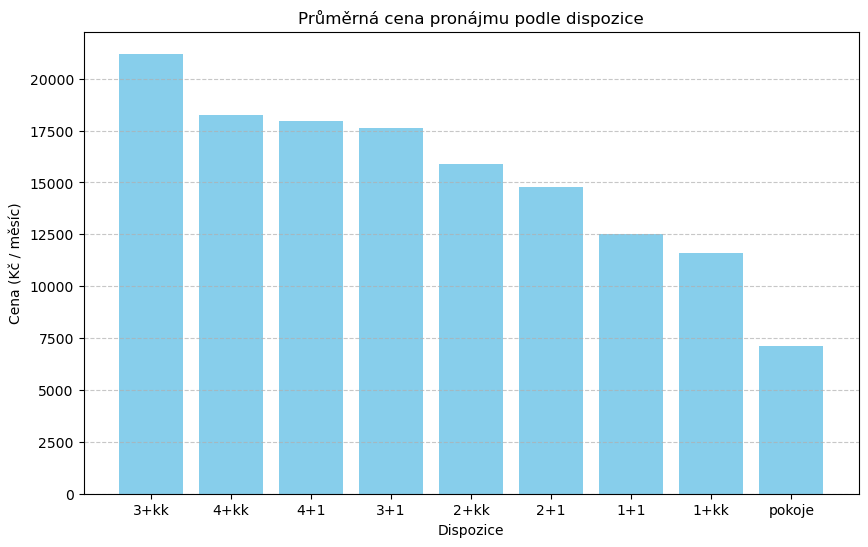 Průměrná cena pronájmu podle dispozice
Cena (Kč / měsíc)
20000
17500
15000
12500
10000
7500
5000
2500
0
3+kk 4+kk 4+1 3+1 2+kk 2+1 1+1 1+kk pokoje
Dispozice